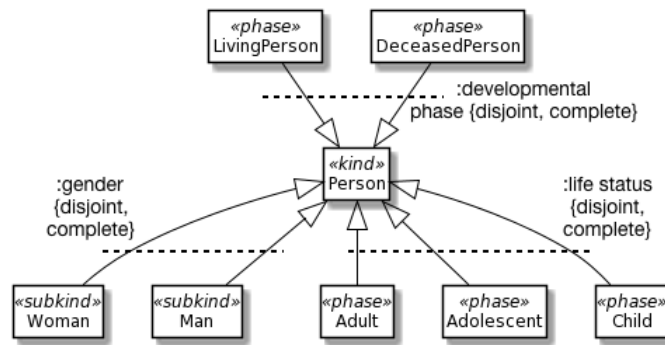 «phase»
LivingPerson
«phase»
DeceasedPerson
:developmental
phase {disjoint, complete}
«kind»
Person
:gender
{disjoint,
complete}
:life status
{disjoint,
complete}
«subkind»
Woman
«subkind»
Man
«phase»
Adult
«phase»
Adolescent
«phase»
Child